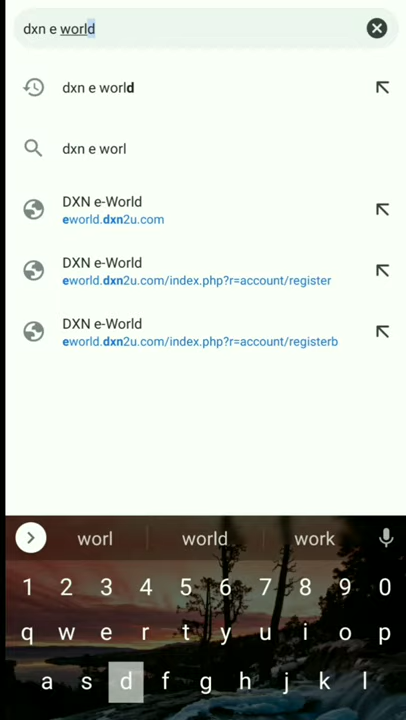 dxn e world
dxn e world
dxn e worl
DXN e-World
eworld.dxn2u.com
DXN e-World
eworld.dxn2u.com/index.php?r=account/register
DXN e-World
eworld.dxn2u.com/index.php?r=account/registerb
worl world work
1 2 3 4 5 6 7 8 9 0
q w e r t y u i o p
a s d f g h j k l